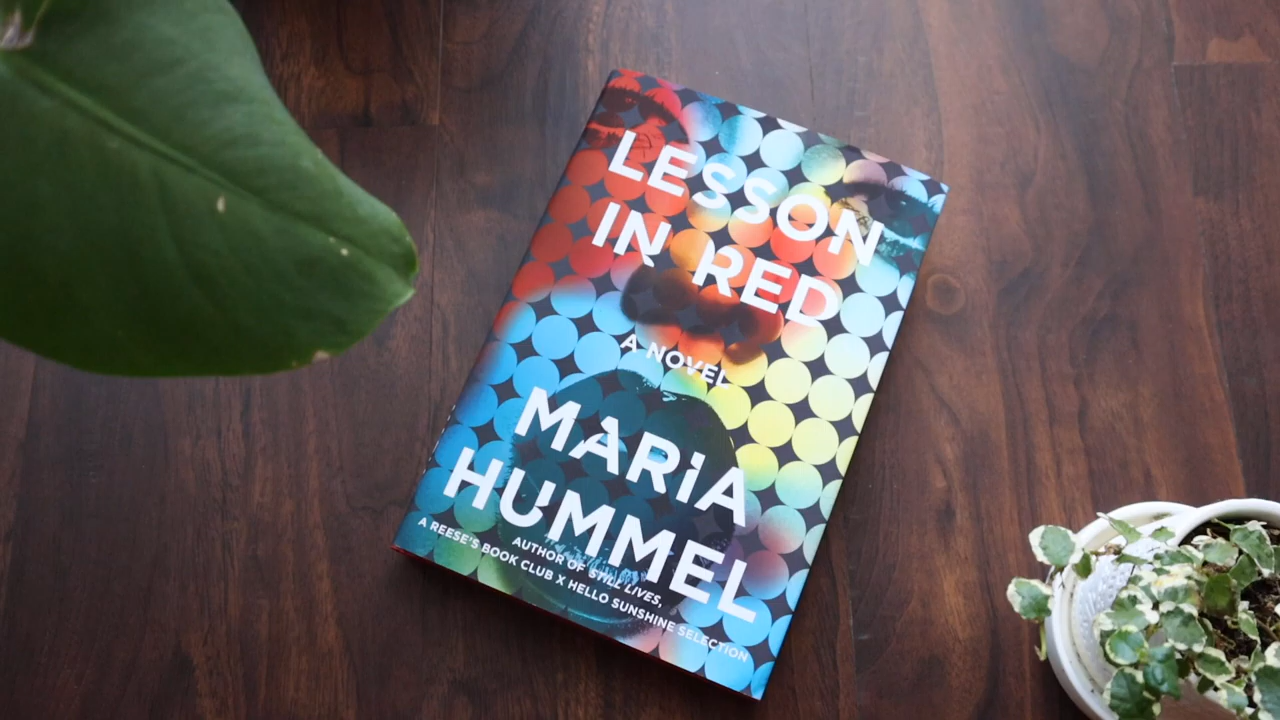 LESSON
IN RED
A NOVEL
MARIA
HUMMEL
AUTHOR OF STILL LIVES,
A REESE'S BOOK CLUB X HELLO SUNSHINE SELECTION